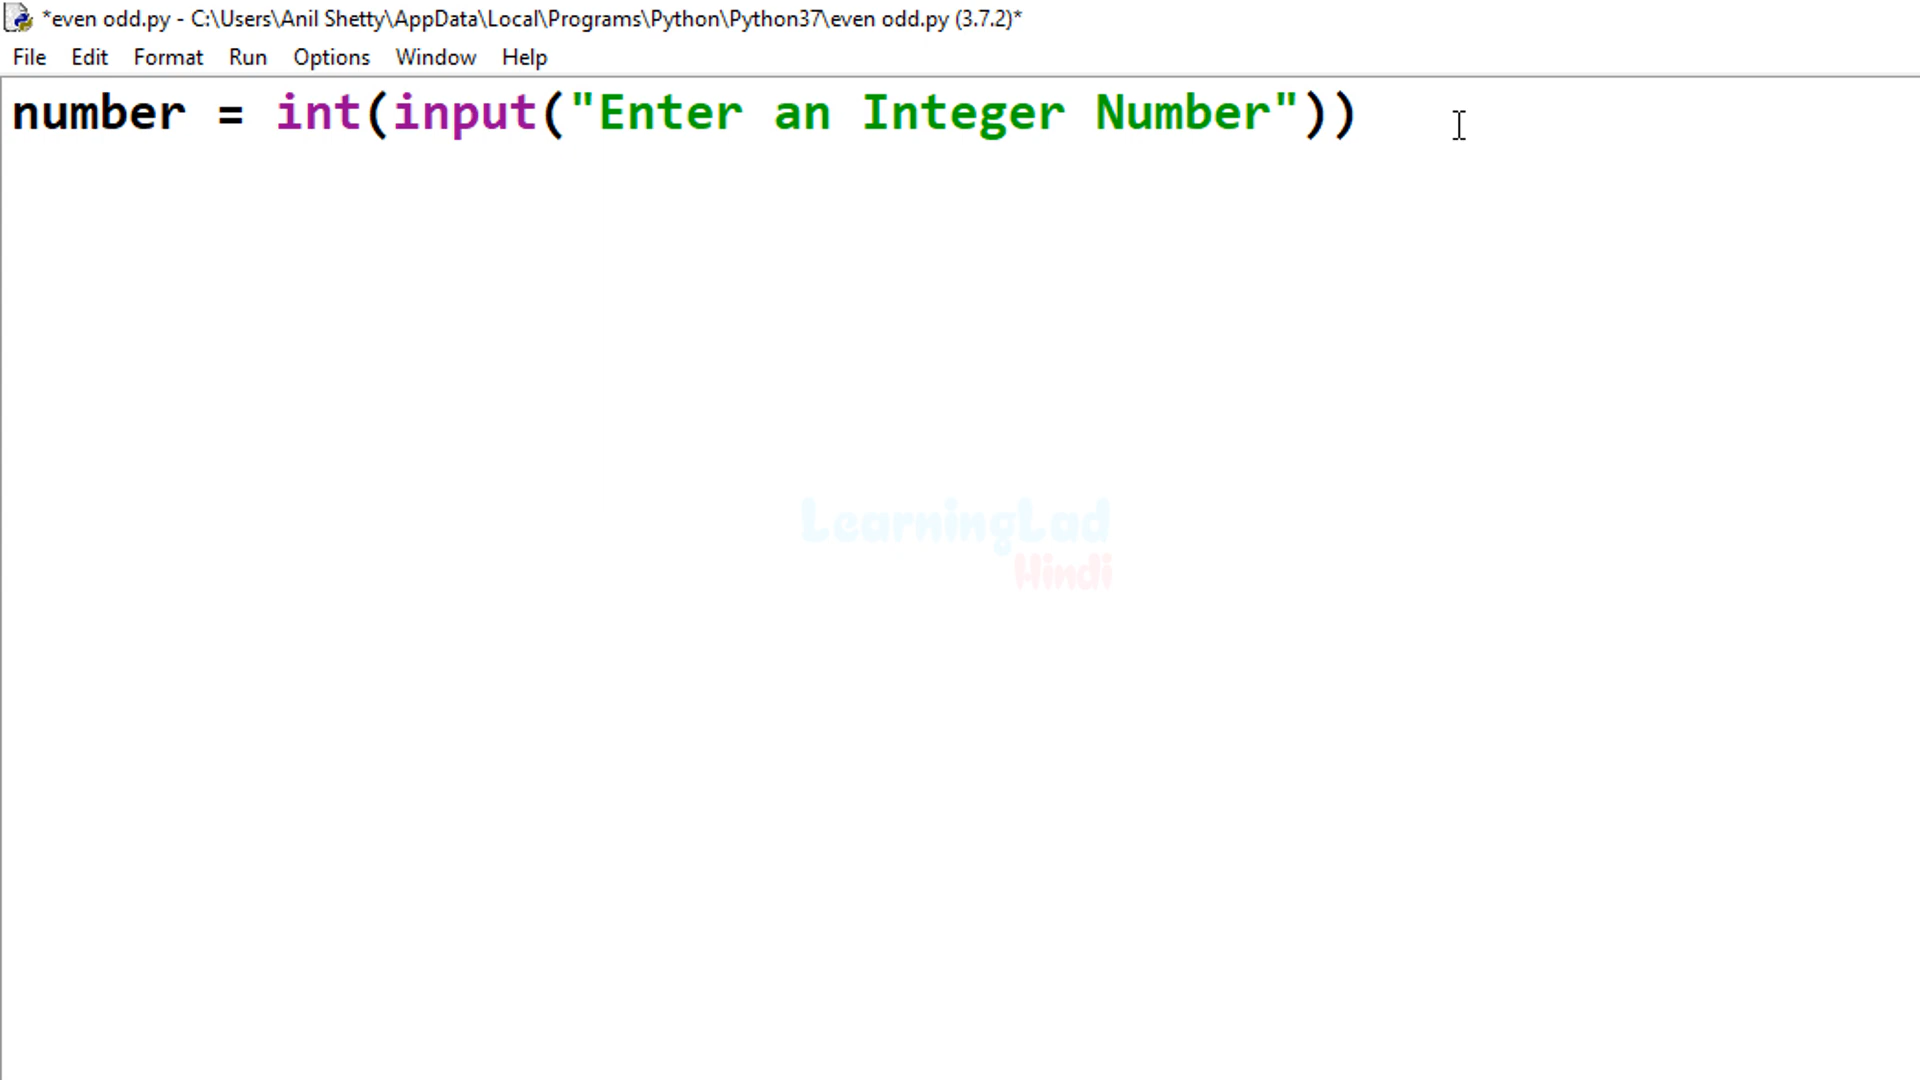 *even odd.py - C:\Users\Anil Shetty\AppData\Local\Programs\Python\Python37\even odd.py (3.7.2)*
File Edit Format Run Options Window Help
number = int(input("Enter an Integer Number"))
LearningLad
Hindi